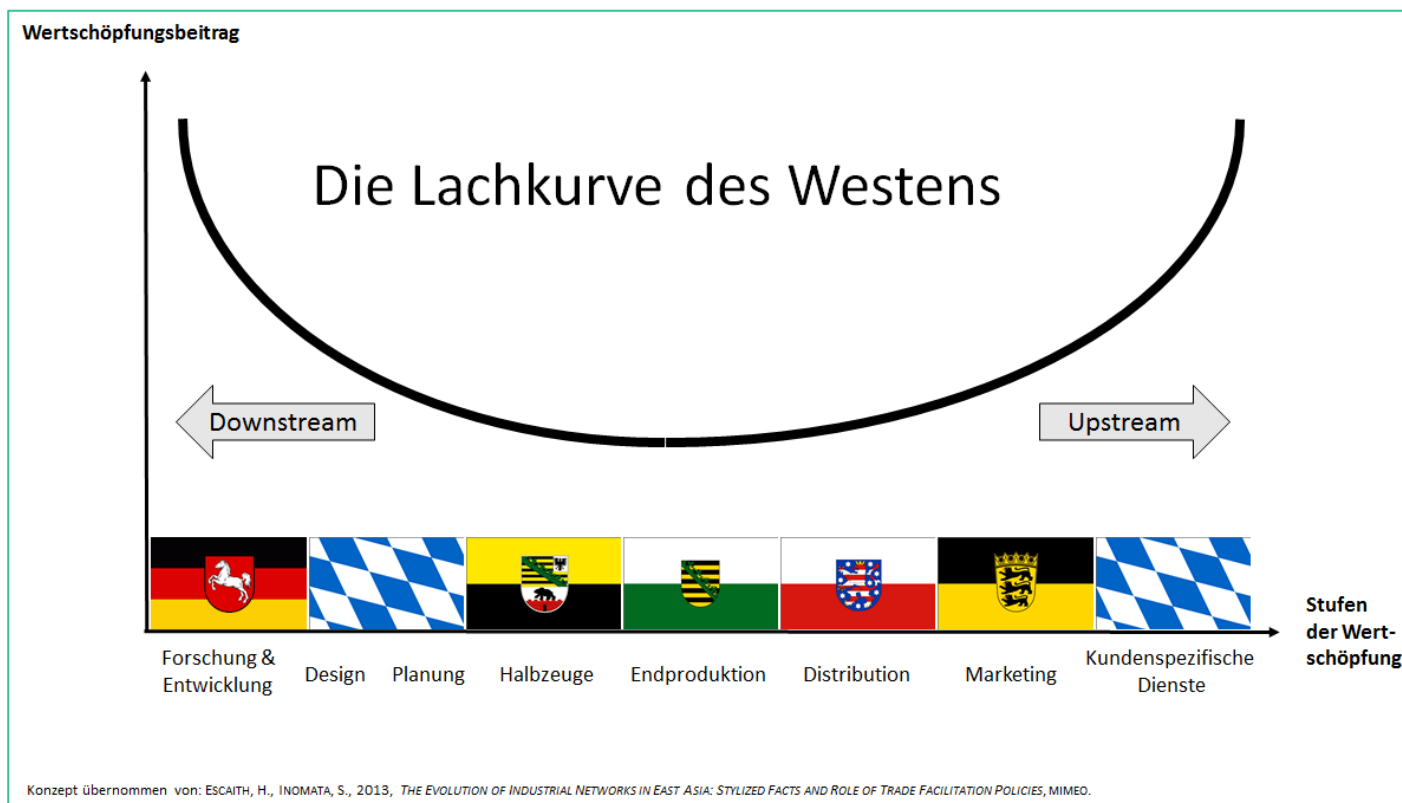 Wertschöpfungsbeitrag
Die Lachkurve des Westens
Downstream
Upstream
Stufen
der Wert-
schöpfung
Forschung &
Entwicklung
Design
Planung
Halbzeuge
Endproduktion
Distribution
Marketing
Kundenspezifische
Dienste
Konzept übernommen von: ESCAITH, H., INOMATA, S., 2013, THE EVOLUTION OF INDUSTRIAL NETWORKS IN EAST ASIA: STYLIZED FACTS AND ROLE OF TRADE FACILITATION POLICIES, MIMEO.